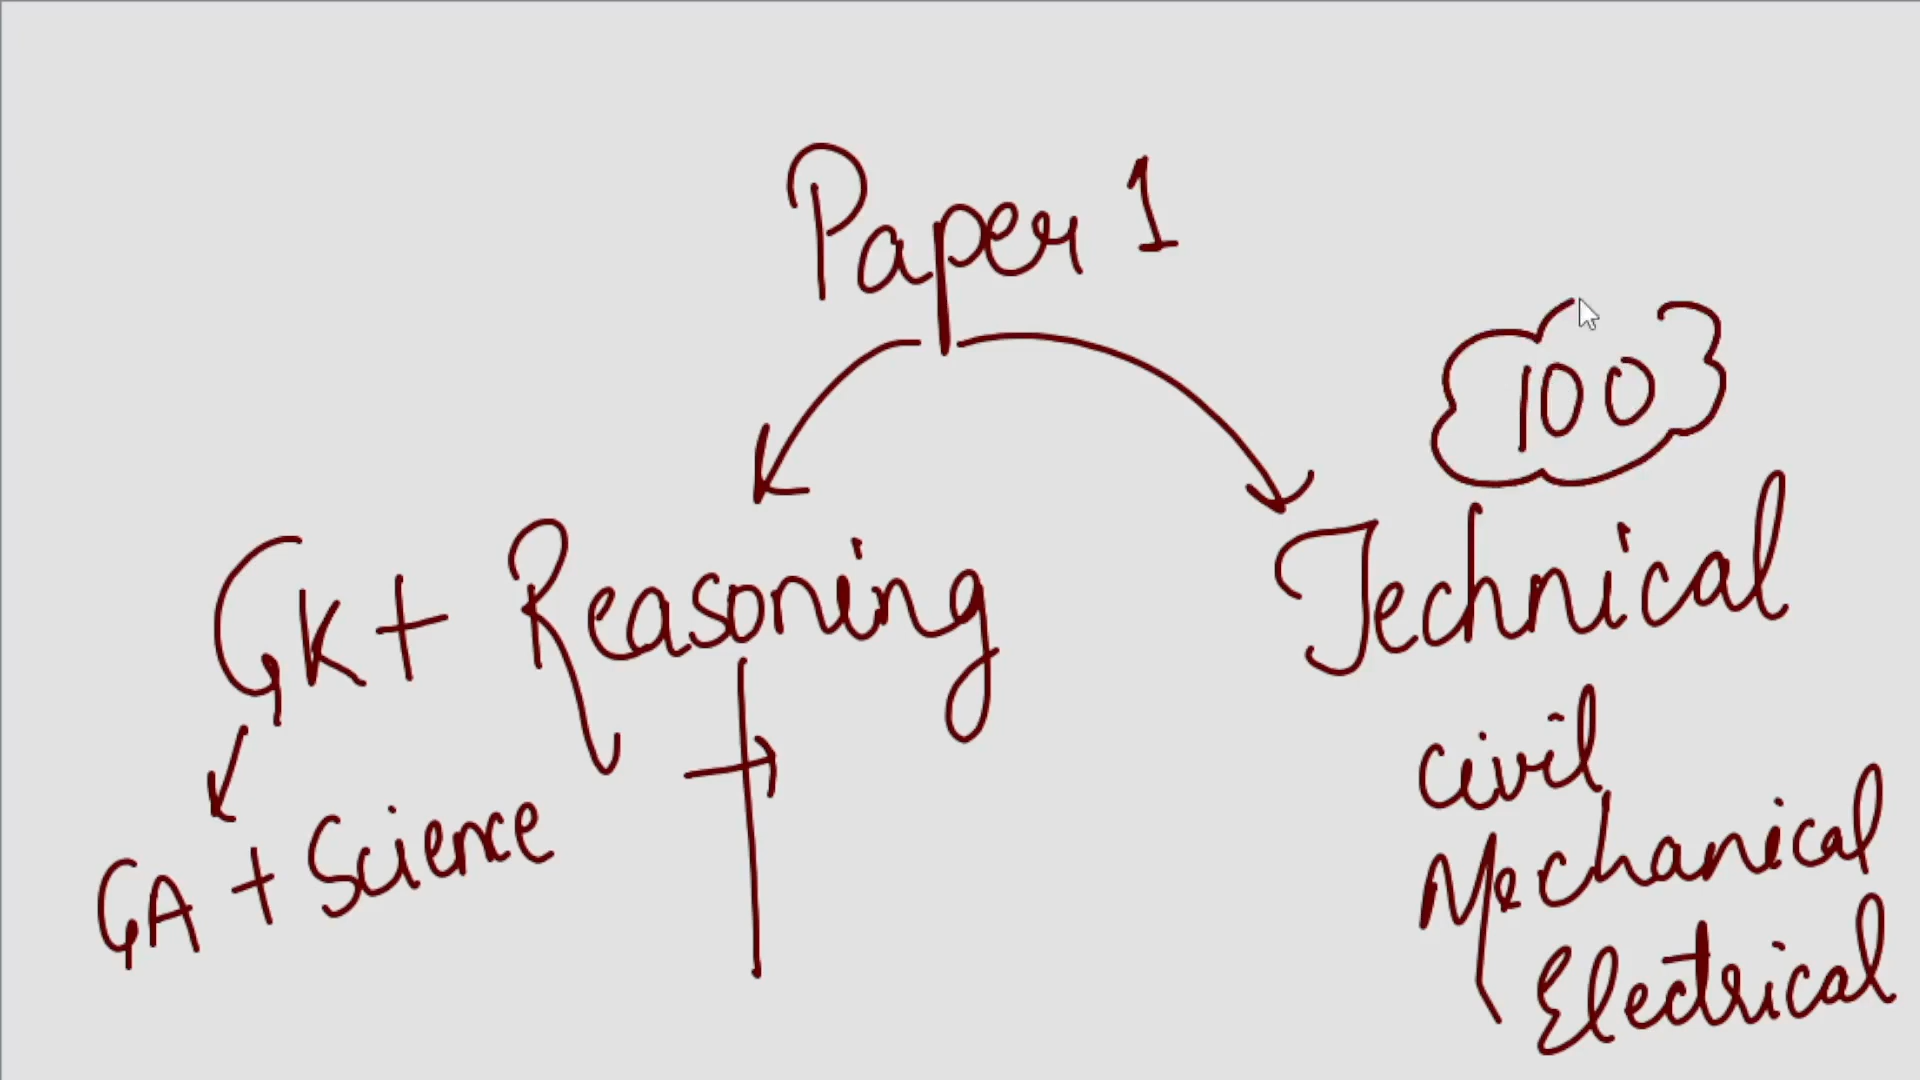 Paper 1
100
GK + Reasoning
Technical
GA + Science
Civil
Mechanical
Electrical